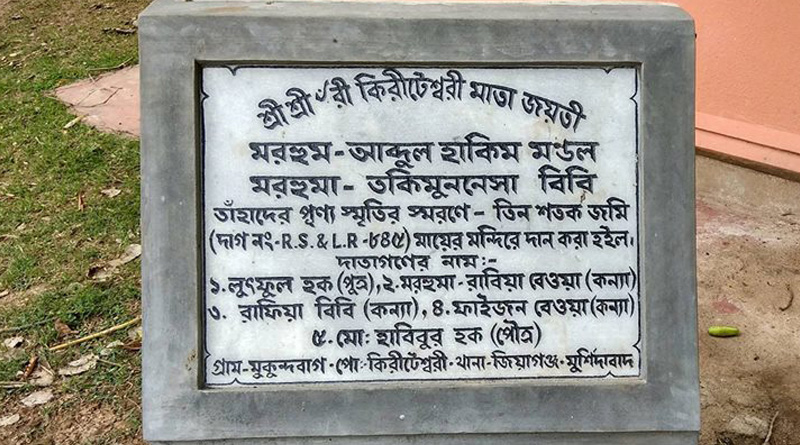 শ্রী শ্রী ৺রী কিরীটেশ্বরী মাতা জয়তী
মরহুম - আব্দুল হাকিম মণ্ডল
মরহুমা - তকিমুননেসা বিবি
তাঁহাদের পূণ্য স্মৃতির স্মরণে - তিন শতক জমি
(দাগ নং - R.S. & L.R - ৮৪৫) মায়ের মন্দিরে দান করা হইল।
দাতাগণের নাম :-
১. লুৎফুল হক (পুত্র), ২. মরহুমা - রাবিয়া বেওয়া (কন্যা)
৩. রাফিয়া বিবি (কন্যা), ৪. ফাইজন বেওয়া (কন্যা)
৫. মো: হাবিবুর হক (পৌত্র)
গ্রাম - মুকুন্দবাগ - পো:- কিরীটেশ্বরী - থানা - জিয়াগঞ্জ - মুর্শিদাবাদ